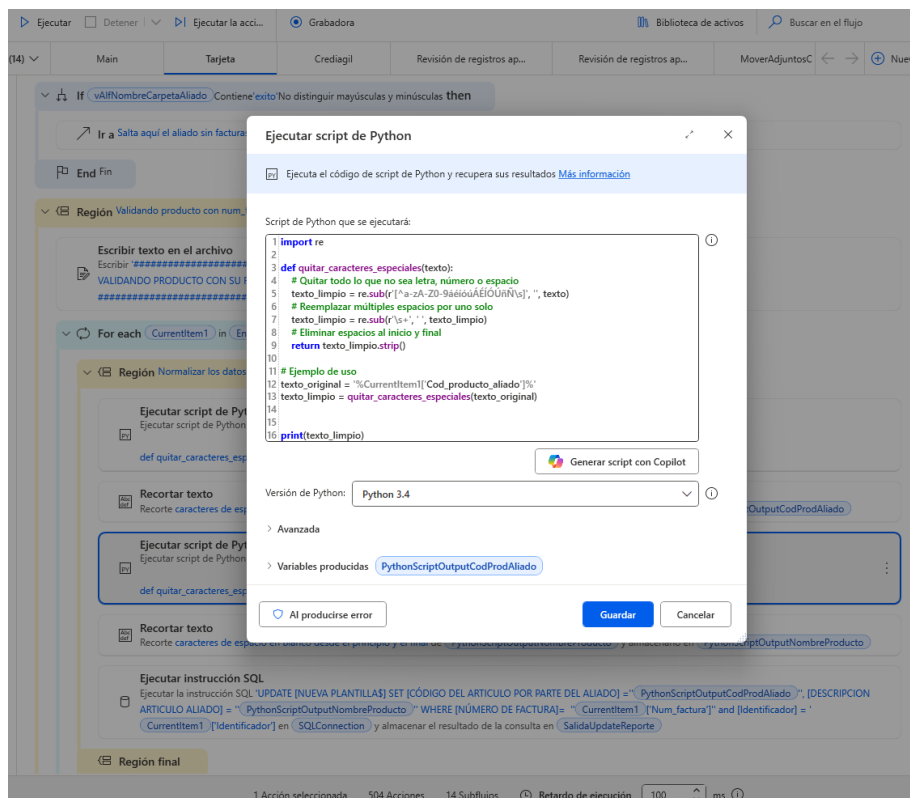 Ejecutar Detener Ejecutar la acci... Grabadora Biblioteca de activos Buscar en el flujo
(14) Main Tarjeta Crediagil Revisión de registros ap... Revisión de registros ap... MoverAdjuntosC
If vAlfNombreCarpetaAliado Contiene 'exito' No distinguir mayúsculas y minúsculas then
Ir a Salta aquí el aliado sin facturas
End Fin
Región Validando producto con num_
Escribir texto en el archivo
Escribir '####################
VALIDANDO PRODUCTO CON SU
##########################
For each CurrentItem1 in
Región Normalizar los datos
Ejecutar script de Pyt
Ejecutar script de Python
def quitar_caracteres_esp
Recortar texto
Recorte caracteres de esp
OutputCodProdAliado
Ejecutar script de Pyt
Ejecutar script de Python
def quitar_caracteres_esp
Ejecutar script de Python
PY Ejecuta el código de script de Python y recupera sus resultados Más información
Script de Python que se ejecutará:
1 import re
2
3 def quitar_caracteres_especiales(texto):
4 # Quitar todo lo que no sea letra, número o espacio
5 texto_limpio = re.sub(r'[^a-zA-Z0-9áéíóúÁÉÍÓÚñÑ\s]', '', texto)
6 # Reemplazar múltiples espacios por uno solo
7 texto_limpio = re.sub(r'\s+', ' ', texto_limpio)
8 # Eliminar espacios al inicio y final
9 return texto_limpio.strip()
10
11 # Ejemplo de uso
12 texto_original = '%CurrentItem1['Cod_producto_aliado']%'
13 texto_limpio = quitar_caracteres_especiales(texto_original)
14
15
16 print(texto_limpio)
Generar script con Copilot
Versión de Python: Python 3.4
Avanzada
Variables producidas PythonScriptOutputCodProdAliado
Al producirse error Guardar Cancelar
Recortar texto
Recorte caracteres de espacio en blanco desde el principio y el final de PythonScriptOutputNombreProducto y almacenarlo en PythonScriptOutputNombreProducto
Ejecutar instrucción SQL
Ejecutar la instrucción SQL 'UPDATE [NUEVA PLANTILLA$] SET [CÓDIGO DEL ARTICULO POR PARTE DEL ALIADO] =" PythonScriptOutputCodProdAliado ", [DESCRIPCION
ARTICULO ALIADO] = " PythonScriptOutputNombreProducto " WHERE [NÚMERO DE FACTURA]= " CurrentItem1 ['Num_factura']" and [Identificador] = '
CurrentItem1 ['Identificador'] en SQLConnection y almacenar el resultado de la consulta en SalidaUpdateReporte
Región final
1 Acción seleccionada 504 Acciones 14 Subflujos Retardo de ejecución 100 ms